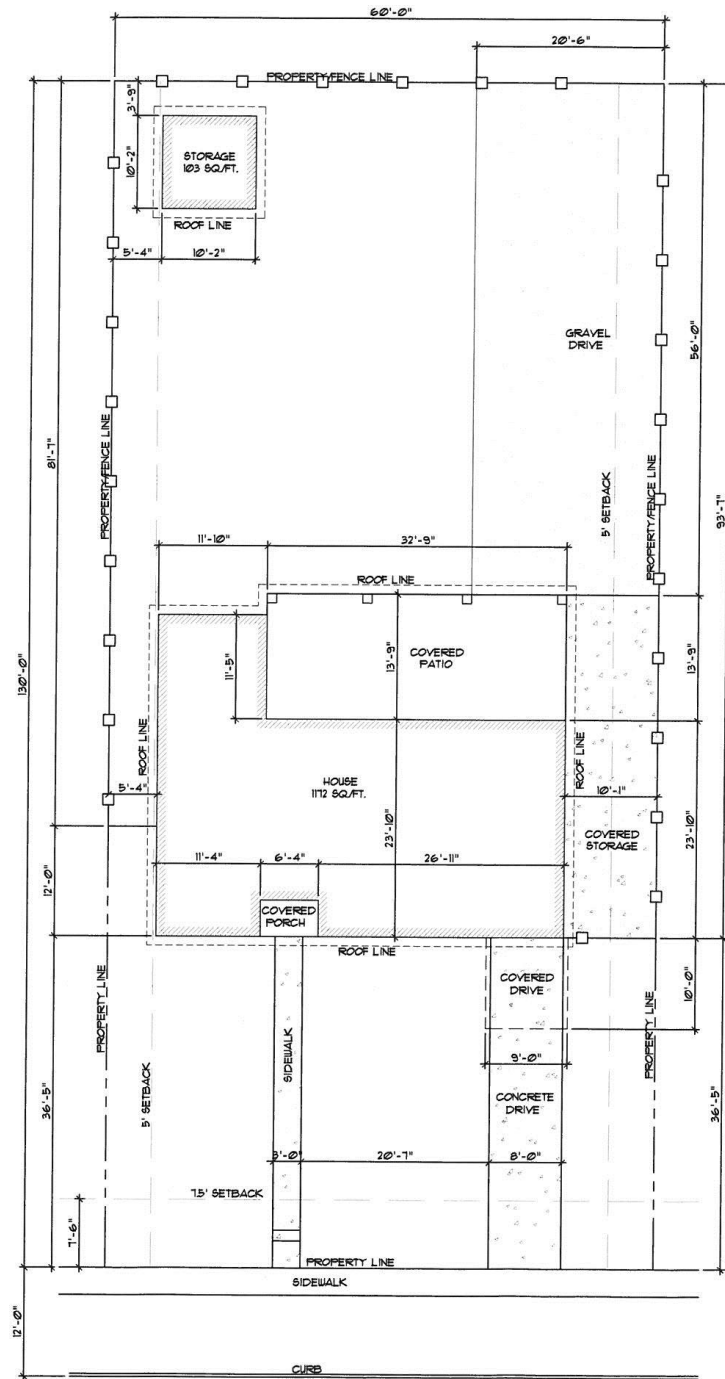 60'-0"
20'-6"
PROPERTY/FENCE LINE
3'-9"
STORAGE
103 SQ/FT.
10'-2"
ROOF LINE
5'-4"
10'-2"
GRAVEL
DRIVE
56'-0"
81'-7"
PROPERTY/FENCE LINE
PROPERTY/FENCE LINE
5' SETBACK
93'-7"
11'-10"
32'-9"
ROOF LINE
130'-0"
11'-5"
COVERED
PATIO
13'-9"
13'-9"
ROOF LINE
ROOF LINE
HOUSE
1172 SQ/FT.
5'-4"
10'-1"
23'-10"
23'-10"
COVERED
STORAGE
12'-0"
11'-4"
6'-4"
26'-11"
COVERED
PORCH
ROOF LINE
COVERED
DRIVE
10'-0"
PROPERTY LINE
PROPERTY LINE
SIDEWALK
9'-0"
CONCRETE
DRIVE
36'-5"
36'-5"
5' SETBACK
3'-0"
20'-7"
8'-0"
7.5' SETBACK
7'-6"
PROPERTY LINE
SIDEWALK
12'-0"
CURB